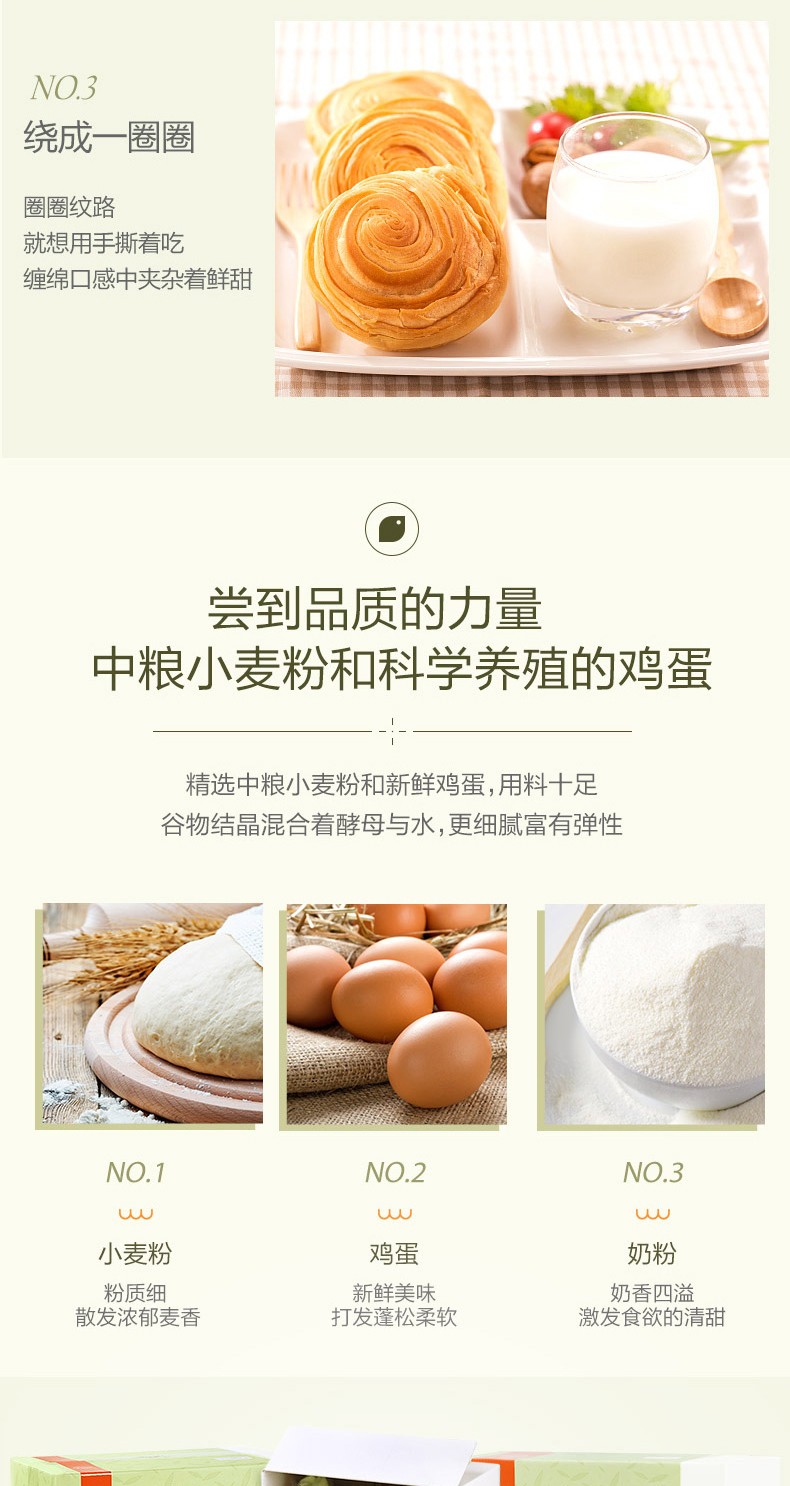 NO.3
绕成一圈圈
圈圈纹路
就想用手撕着吃
缠绵口感中夹杂着鲜甜
尝到品质的力量
中粮小麦粉和科学养殖的鸡蛋
精选中粮小麦粉和新鲜鸡蛋,用料十足
谷物结晶混合着酵母与水,更细腻富有弹性
NO.1
小麦粉
粉质细
散发浓郁麦香
NO.2
鸡蛋
新鲜美味
打发蓬松柔软
NO.3
奶粉
奶香四溢
激发食欲的清甜